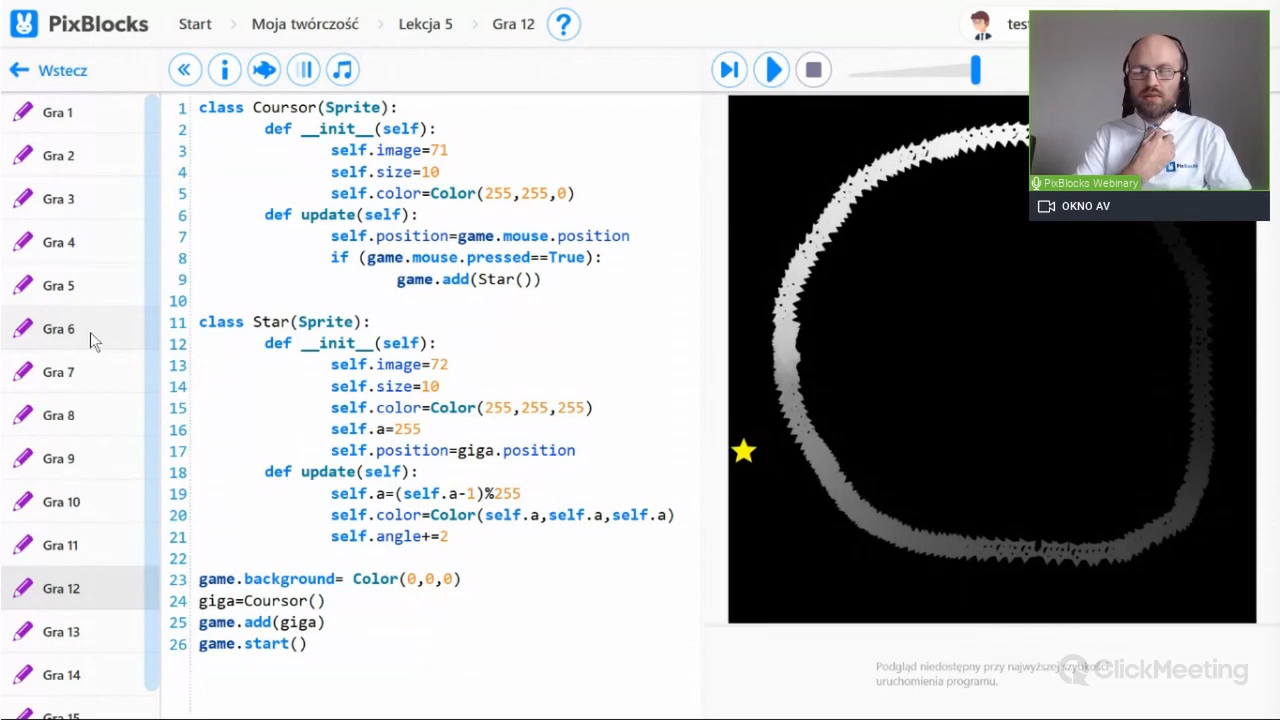 PixBlocks
Start
Moja twórczość
Lekcja 5
Gra 12
?
Wstecz
Gra 1
Gra 2
Gra 3
Gra 4
Gra 5
Gra 6
Gra 7
Gra 8
Gra 9
Gra 10
Gra 11
Gra 12
Gra 13
Gra 14
Gra 15
1 class Coursor(Sprite):
2 def __init__(self):
3 self.image=71
4 self.size=10
5 self.color=Color(255,255,0)
6 def update(self):
7 self.position=game.mouse.position
8 if (game.mouse.pressed==True):
9 game.add(Star())
10
11 class Star(Sprite):
12 def __init__(self):
13 self.image=72
14 self.size=10
15 self.color=Color(255,255,255)
16 self.a=255
17 self.position=giga.position
18 def update(self):
19 self.a=(self.a-1)%255
20 self.color=Color(self.a,self.a,self.a)
21 self.angle+=2
22
23 game.background= Color(0,0,0)
24 giga=Coursor()
25 game.add(giga)
26 game.start()
PixBlocks
PixBlocks Webinary
OKNO AV
Podgląd niedostępny przy najwyższej szybkości
uruchomienia programu.
ClickMeeting